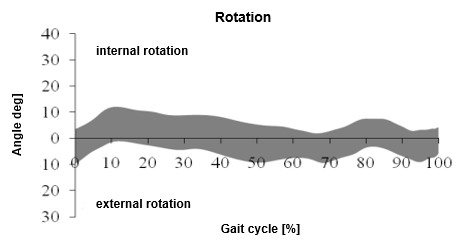 Rotation
40
internal rotation
30
20
10
0
Angle deg]
0 10 20 30 40 50 60 70 80 90 100
10
20
external rotation
30
Gait cycle [%]